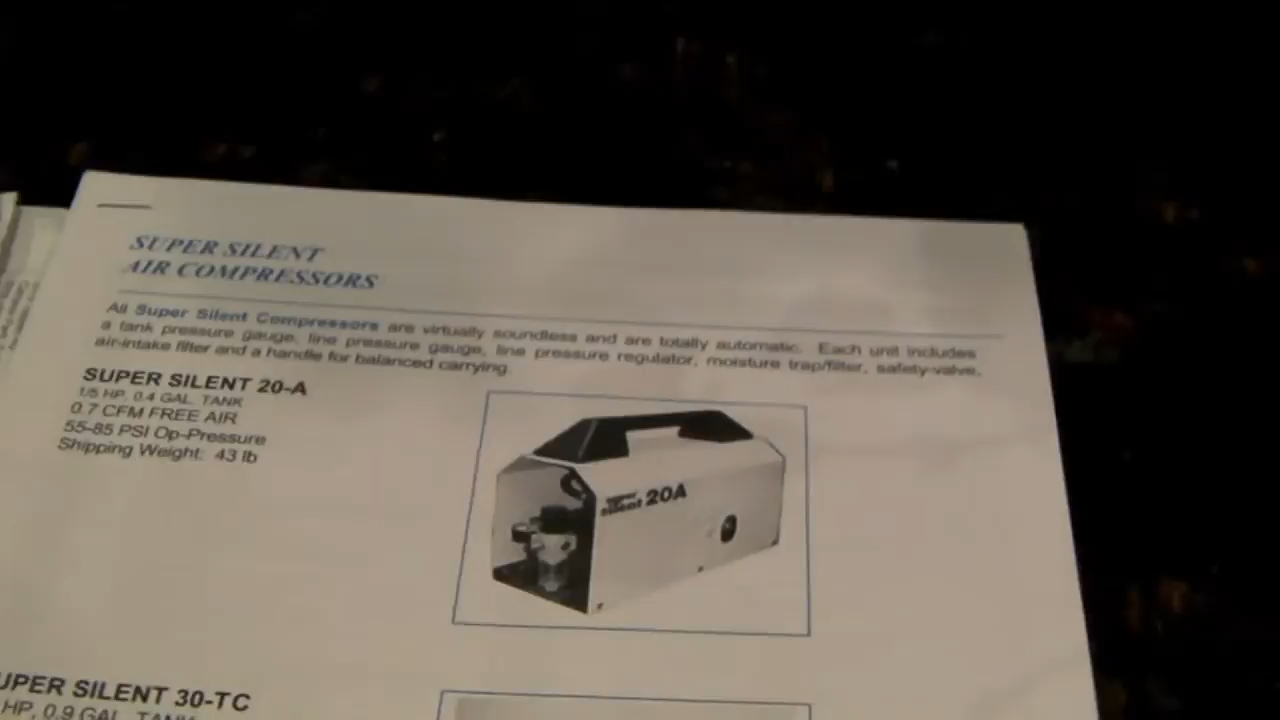 SUPER SILENT
AIR COMPRESSORS
All Super Silent Compressors are virtually soundless and are totally automatic. Each unit includes
a tank pressure gauge, line pressure gauge, line pressure regulator, moisture trap/filter, safety-valve,
air-intake filter and a handle for balanced carrying.
SUPER SILENT 20-A
1/5 HP, 0.4 GAL. TANK
0.7 CFM FREE AIR
55-85 PSI Op-Pressure
Shipping Weight: 43 lb
super
silent 20A
UPER SILENT 30-TC
HP, 0.9 GAL. TANK